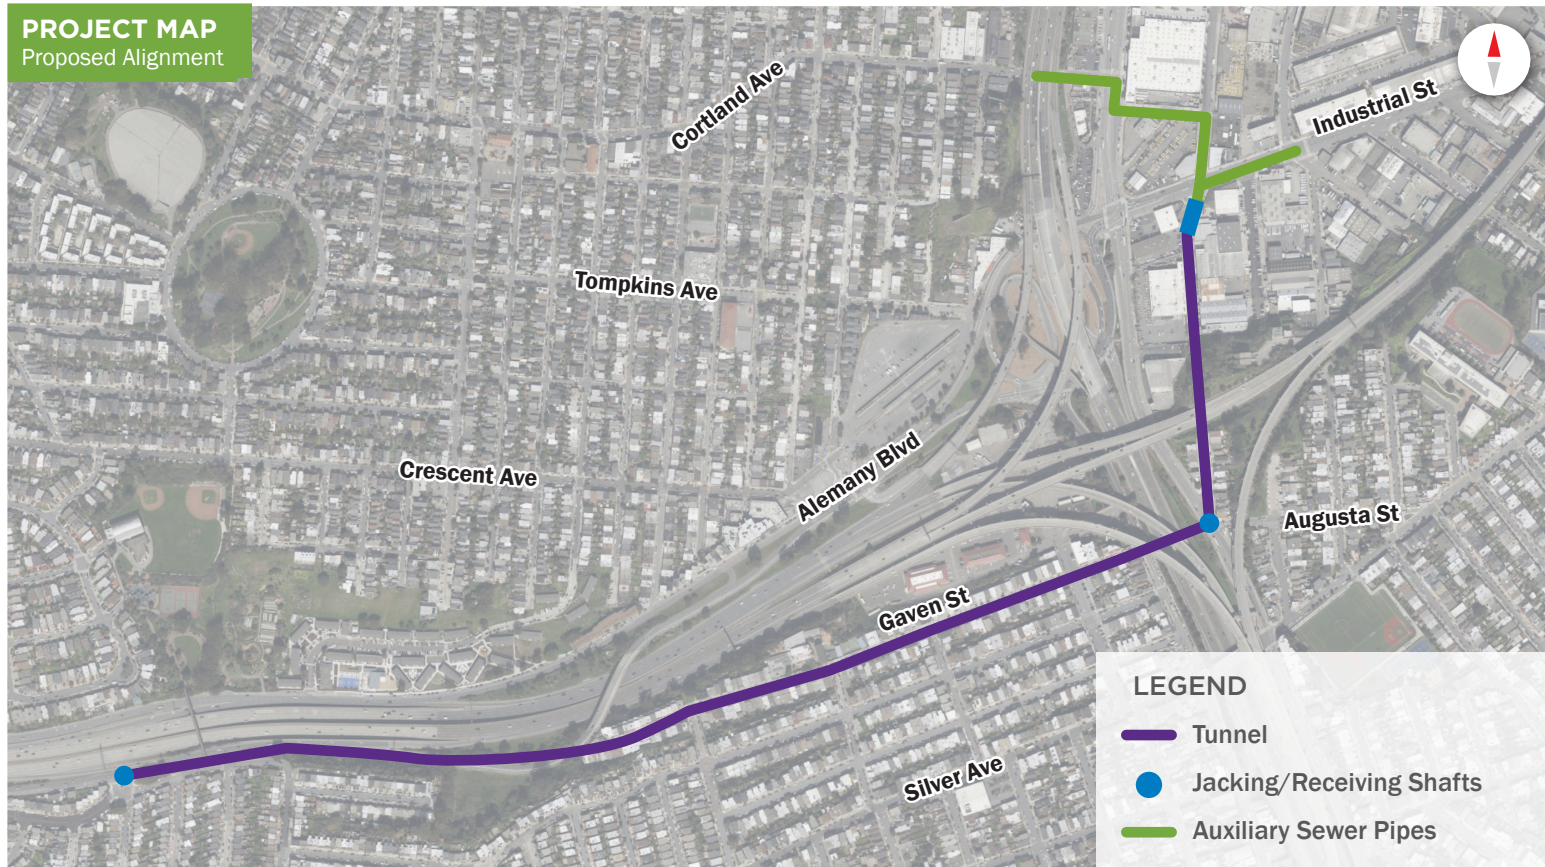 PROJECT MAP
Proposed Alignment
Cortland Ave
Industrial St
Tompkins Ave
Crescent Ave
Alemany Blvd
Augusta St
Gaven St
Silver Ave
LEGEND
Tunnel
Jacking/Receiving Shafts
Auxiliary Sewer Pipes